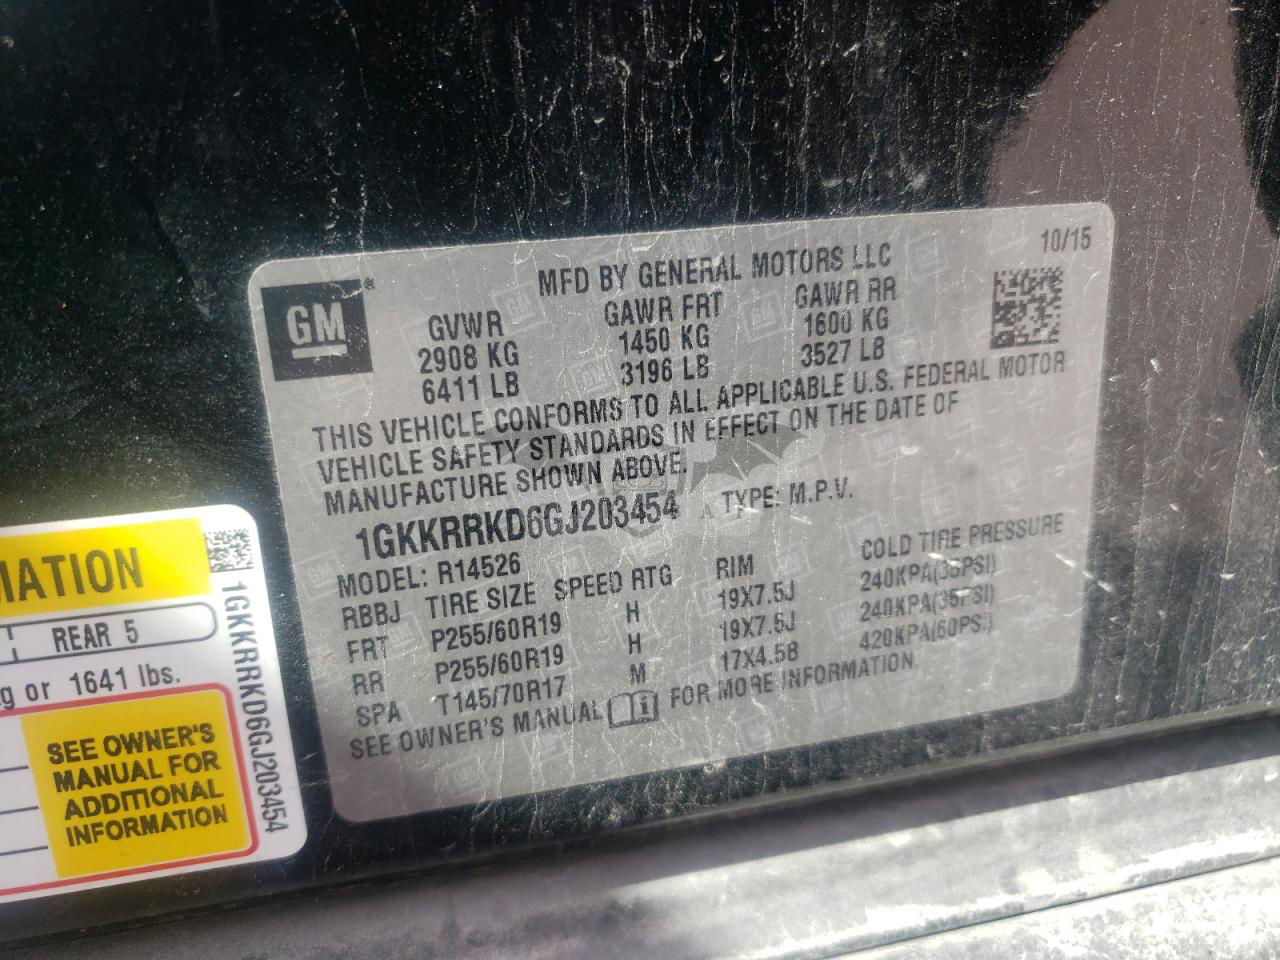 10/15
MFD BY GENERAL MOTORS LLC
GM®
GVWR GAWR FRT GAWR RR
2908 KG 1450 KG 1600 KG
6411 LB 3196 LB 3527 LB
THIS VEHICLE CONFORMS TO ALL APPLICABLE U.S. FEDERAL MOTOR
VEHICLE SAFETY STANDARDS IN EFFECT ON THE DATE OF
MANUFACTURE SHOWN ABOVE.
1GKKRRKD6GJ203454 TYPE: M.P.V.
MODEL: R14526
RBBJ TIRE SIZE SPEED RTG RIM COLD TIRE PRESSURE
FRT P255/60R19 H 19X7.5J 240KPA(35PSI)
RR P255/60R19 H 19X7.5J 240KPA(35PSI)
SPA T145/70R17 M 17X4.5B 420KPA(60PSI)
SEE OWNER'S MANUAL FOR MORE INFORMATION.
REAR 5
or 1641 lbs.
SEE OWNER'S
MANUAL FOR
ADDITIONAL
INFORMATION
1GKKRRKD6GJ203454